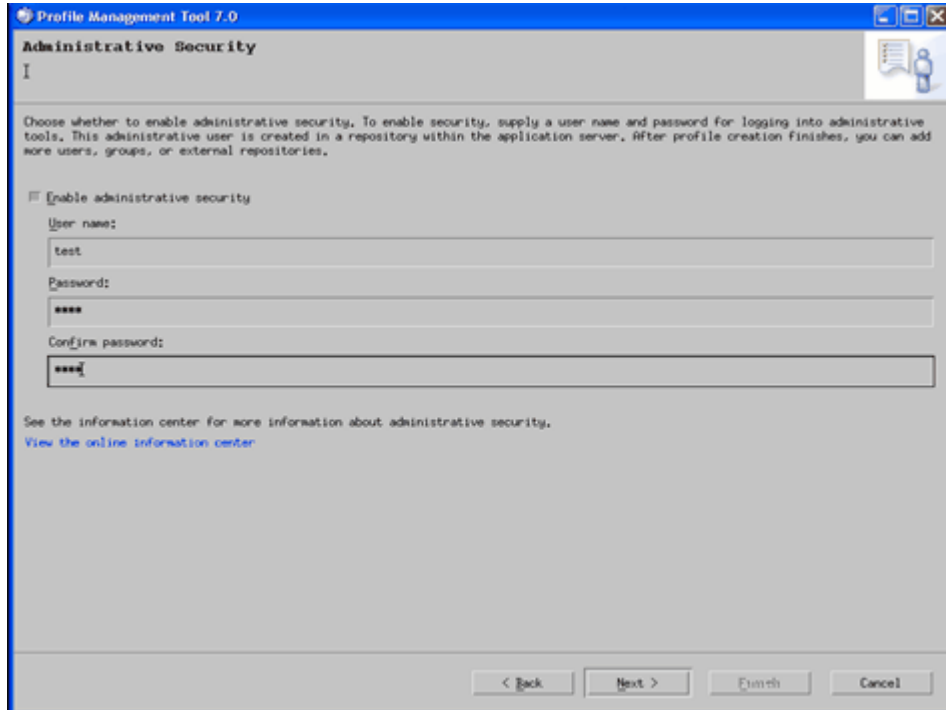 Profile Management Tool 7.0
Administrative Security
Choose whether to enable administrative security. To enable security, supply a user name and password for logging into administrative
tools. This administrative user is created in a repository within the application server. After profile creation finishes, you can add
more users, groups, or external repositories.
Enable administrative security
User name:
test
Password:
****
Confirm password:
****
See the information center for more information about administrative security.
View the online information center
< Back Next > Finish Cancel